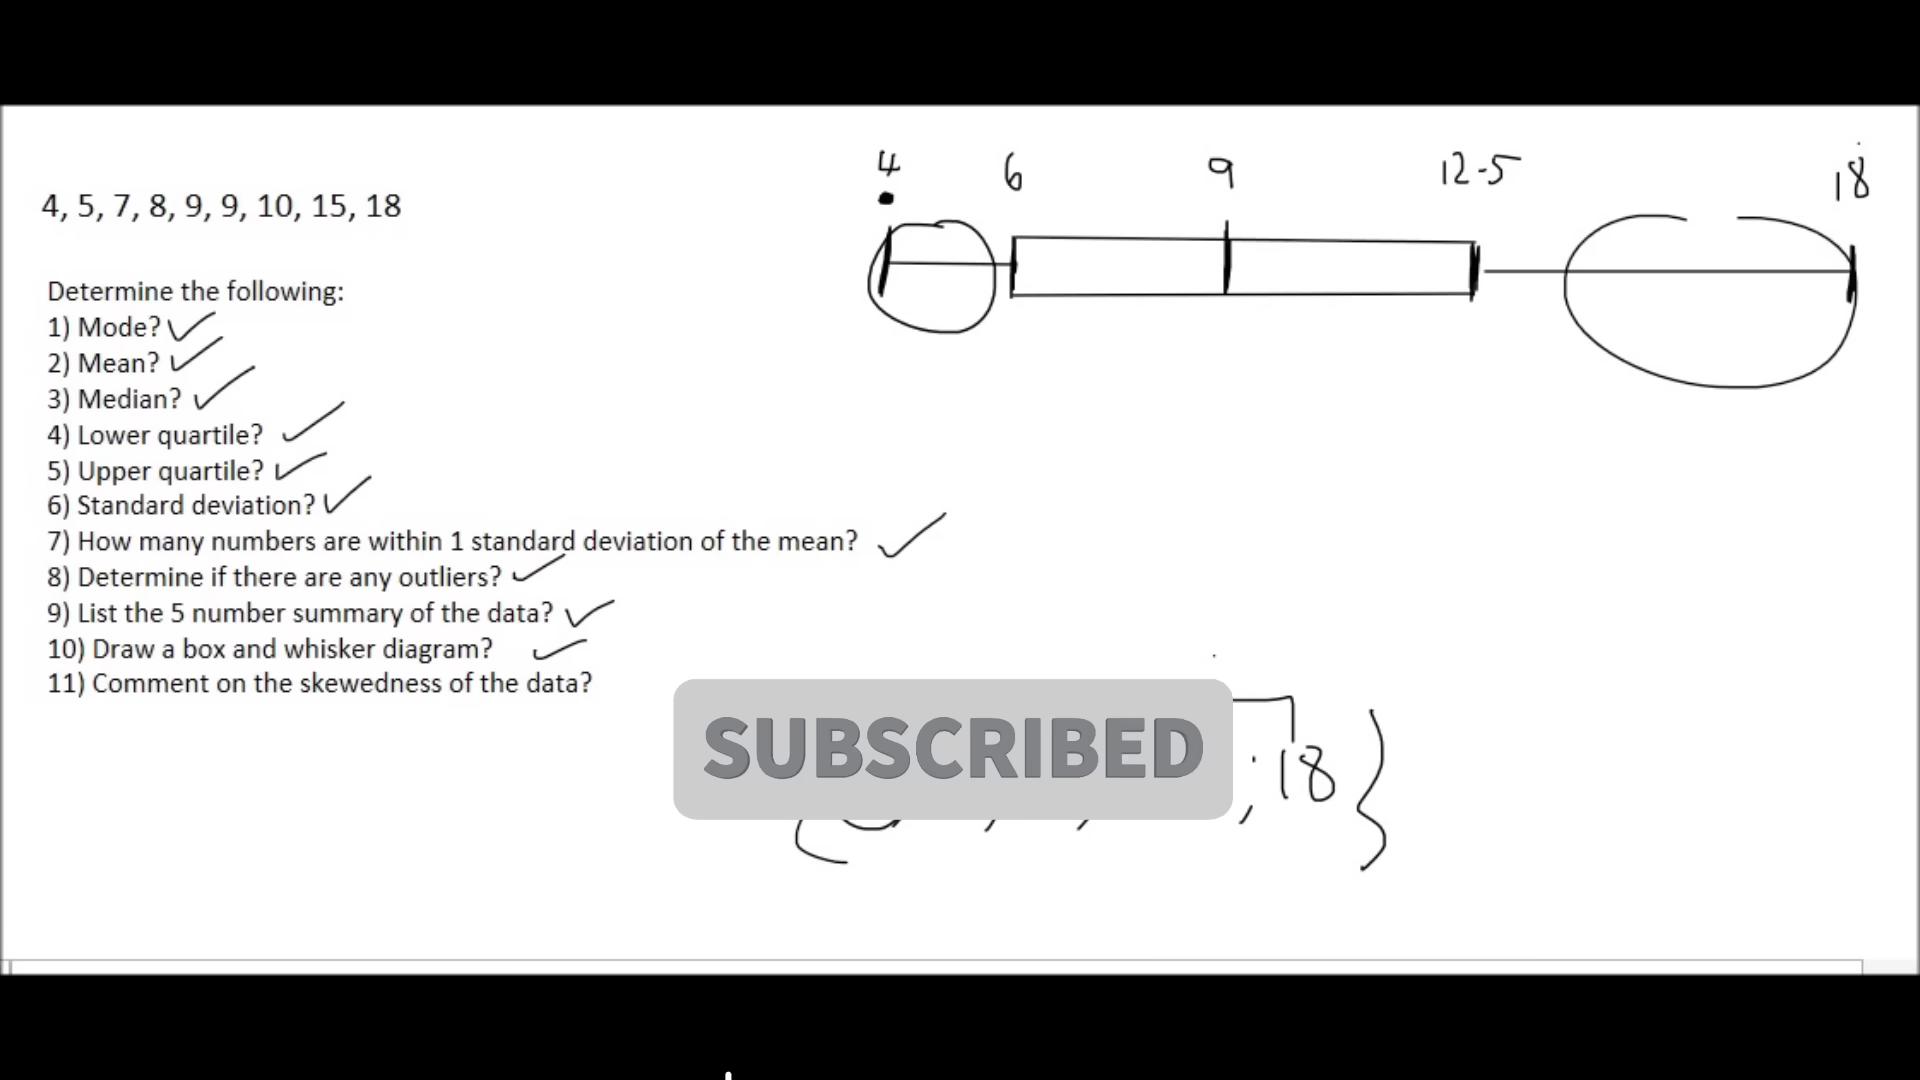 4 6 9 12-5 18
4, 5, 7, 8, 9, 9, 10, 15, 18
Determine the following:
1) Mode?
2) Mean?
3) Median?
4) Lower quartile?
5) Upper quartile?
6) Standard deviation?
7) How many numbers are within 1 standard deviation of the mean?
8) Determine if there are any outliers?
9) List the 5 number summary of the data?
10) Draw a box and whisker diagram?
11) Comment on the skewedness of the data?
SUBSCRIBED
;18}